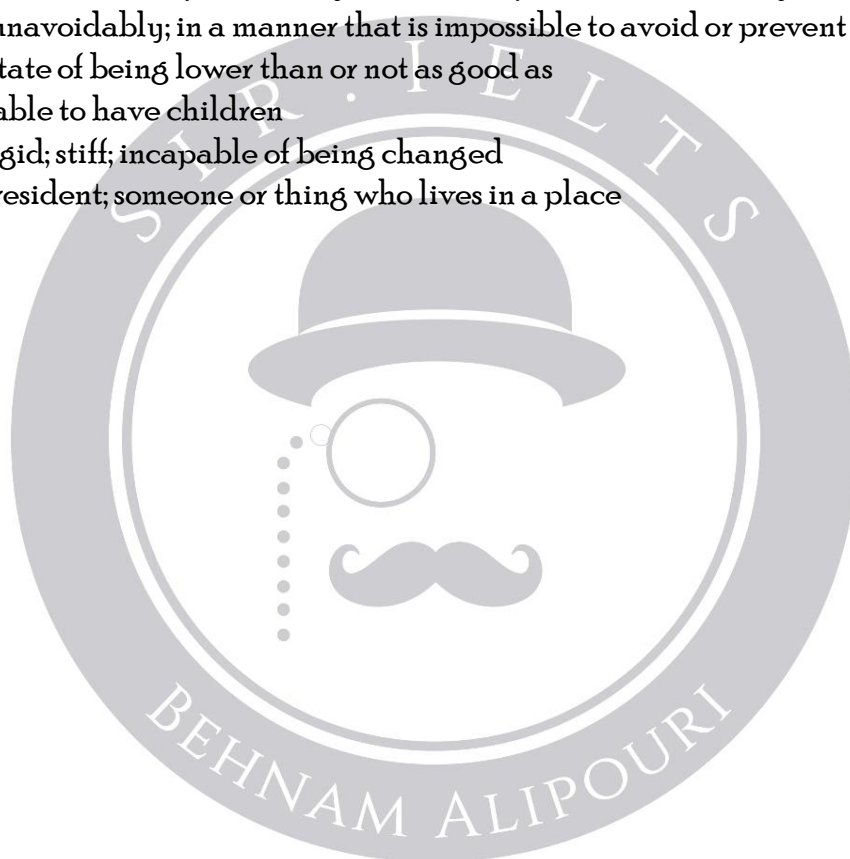 unavoidably; in a manner that is impossible to avoid or prevent
tate of being lower than or not as good as
able to have children
gid; stiff; incapable of being changed
resident; someone or thing who lives in a place
SIR.IELTS
BEHNAM ALIPOURI